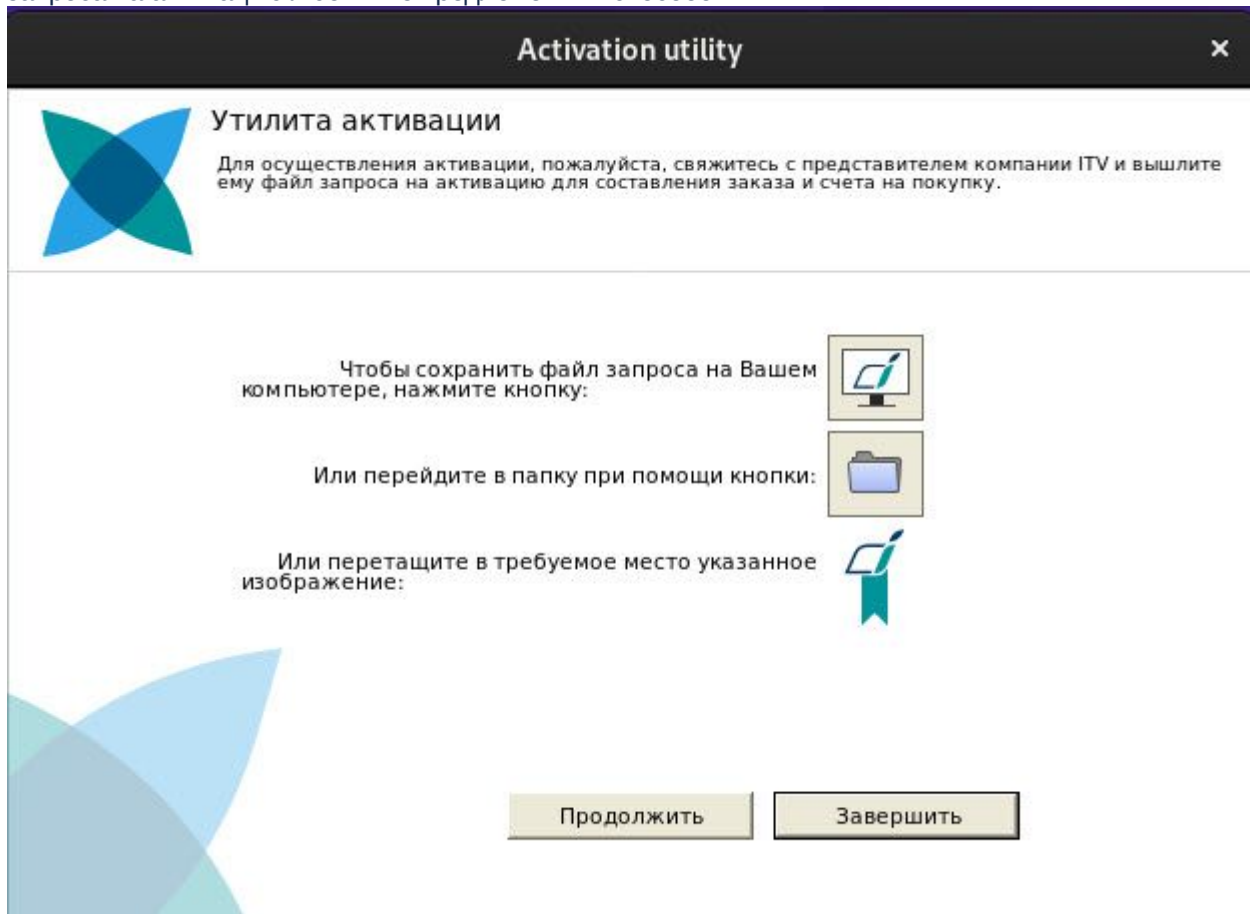 Activation utility
Утилита активации
Для осуществления активации, пожалуйста, свяжитесь с представителем компании ITV и вышлите
ему файл запроса на активацию для составления заказа и счета на покупку.
Чтобы сохранить файл запроса на Вашем
компьютере, нажмите кнопку:
Или перейдите в папку при помощи кнопки:
Или перетащите в требуемое место указанное
изображение:
Продолжить
Завершить